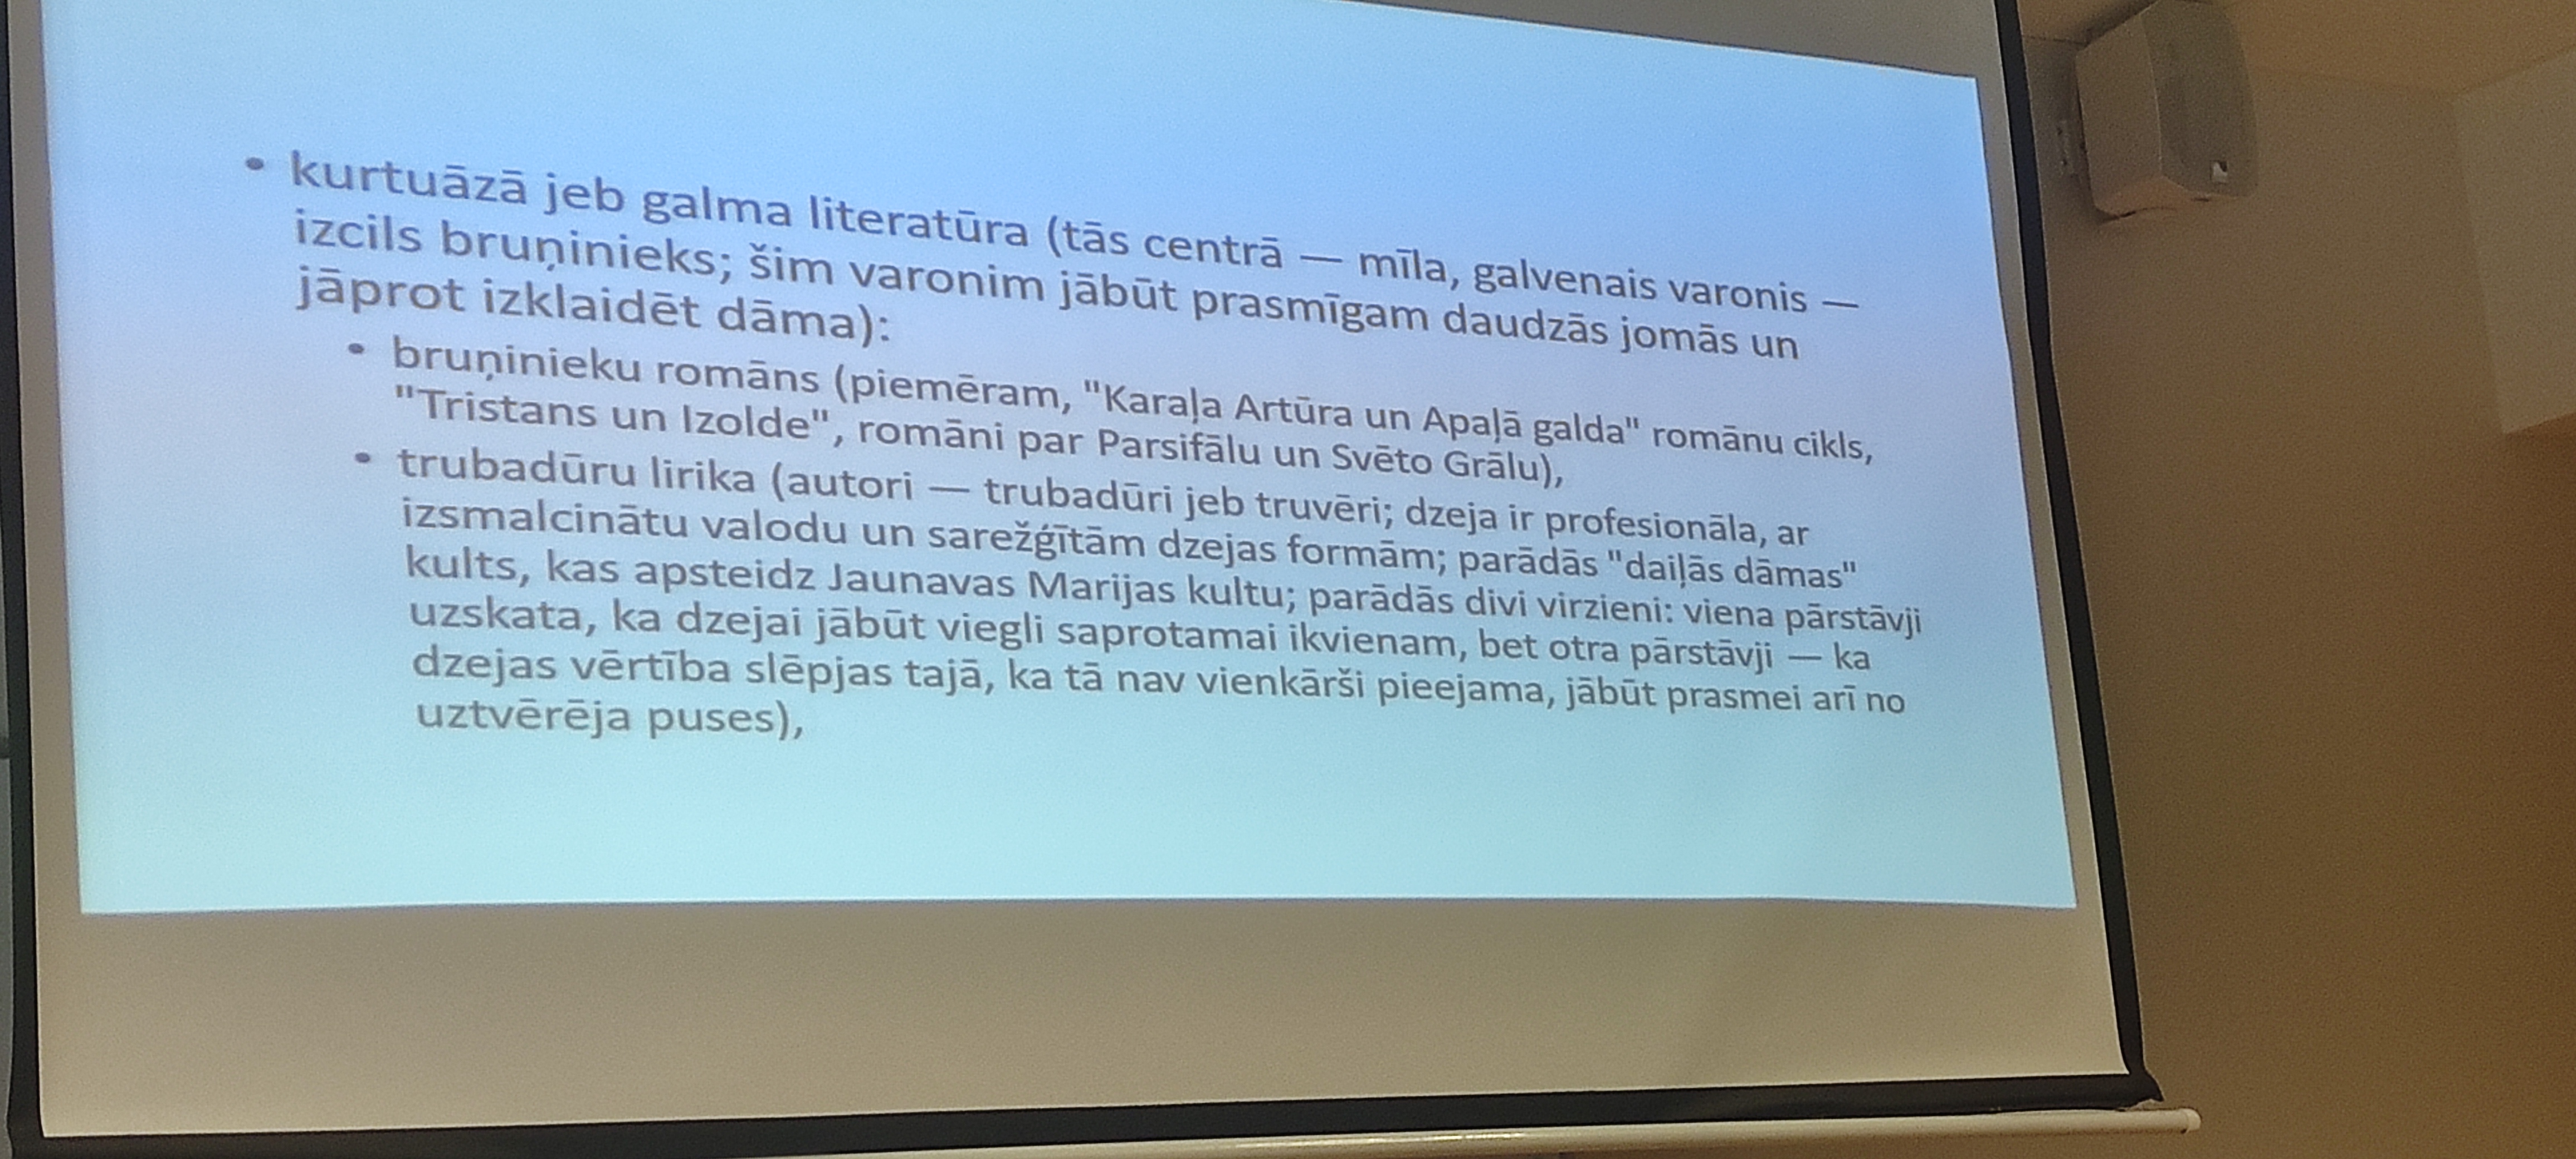 • kurtuāzā jeb galma literatūra (tās centrā — mīla, galvenais varonis —
izcils bruņinieks; šim varonim jābūt prasmīgam daudzās jomās un
jāprot izklaidēt dāma):
• bruņinieku romāns (piemēram, "Karaļa Artūra un Apaļā galda" romānu cikls,
"Tristans un Izolde", romāni par Parsifālu un Svēto Grālu),
• trubadūru lirika (autori — trubadūri jeb truvēri; dzeja ir profesionāla, ar
izsmalcinātu valodu un sarežģītām dzejas formām; parādās "daiļās dāmas"
kults, kas apsteidz Jaunavas Marijas kultu; parādās divi virzieni: viena pārstāvji
uzskata, ka dzejai jābūt viegli saprotamai ikvienam, bet otra pārstāvji — ka
dzejas vērtība slēpjas tajā, ka tā nav vienkārši pieejama, jābūt prasmei arī no
uztvērēja puses),